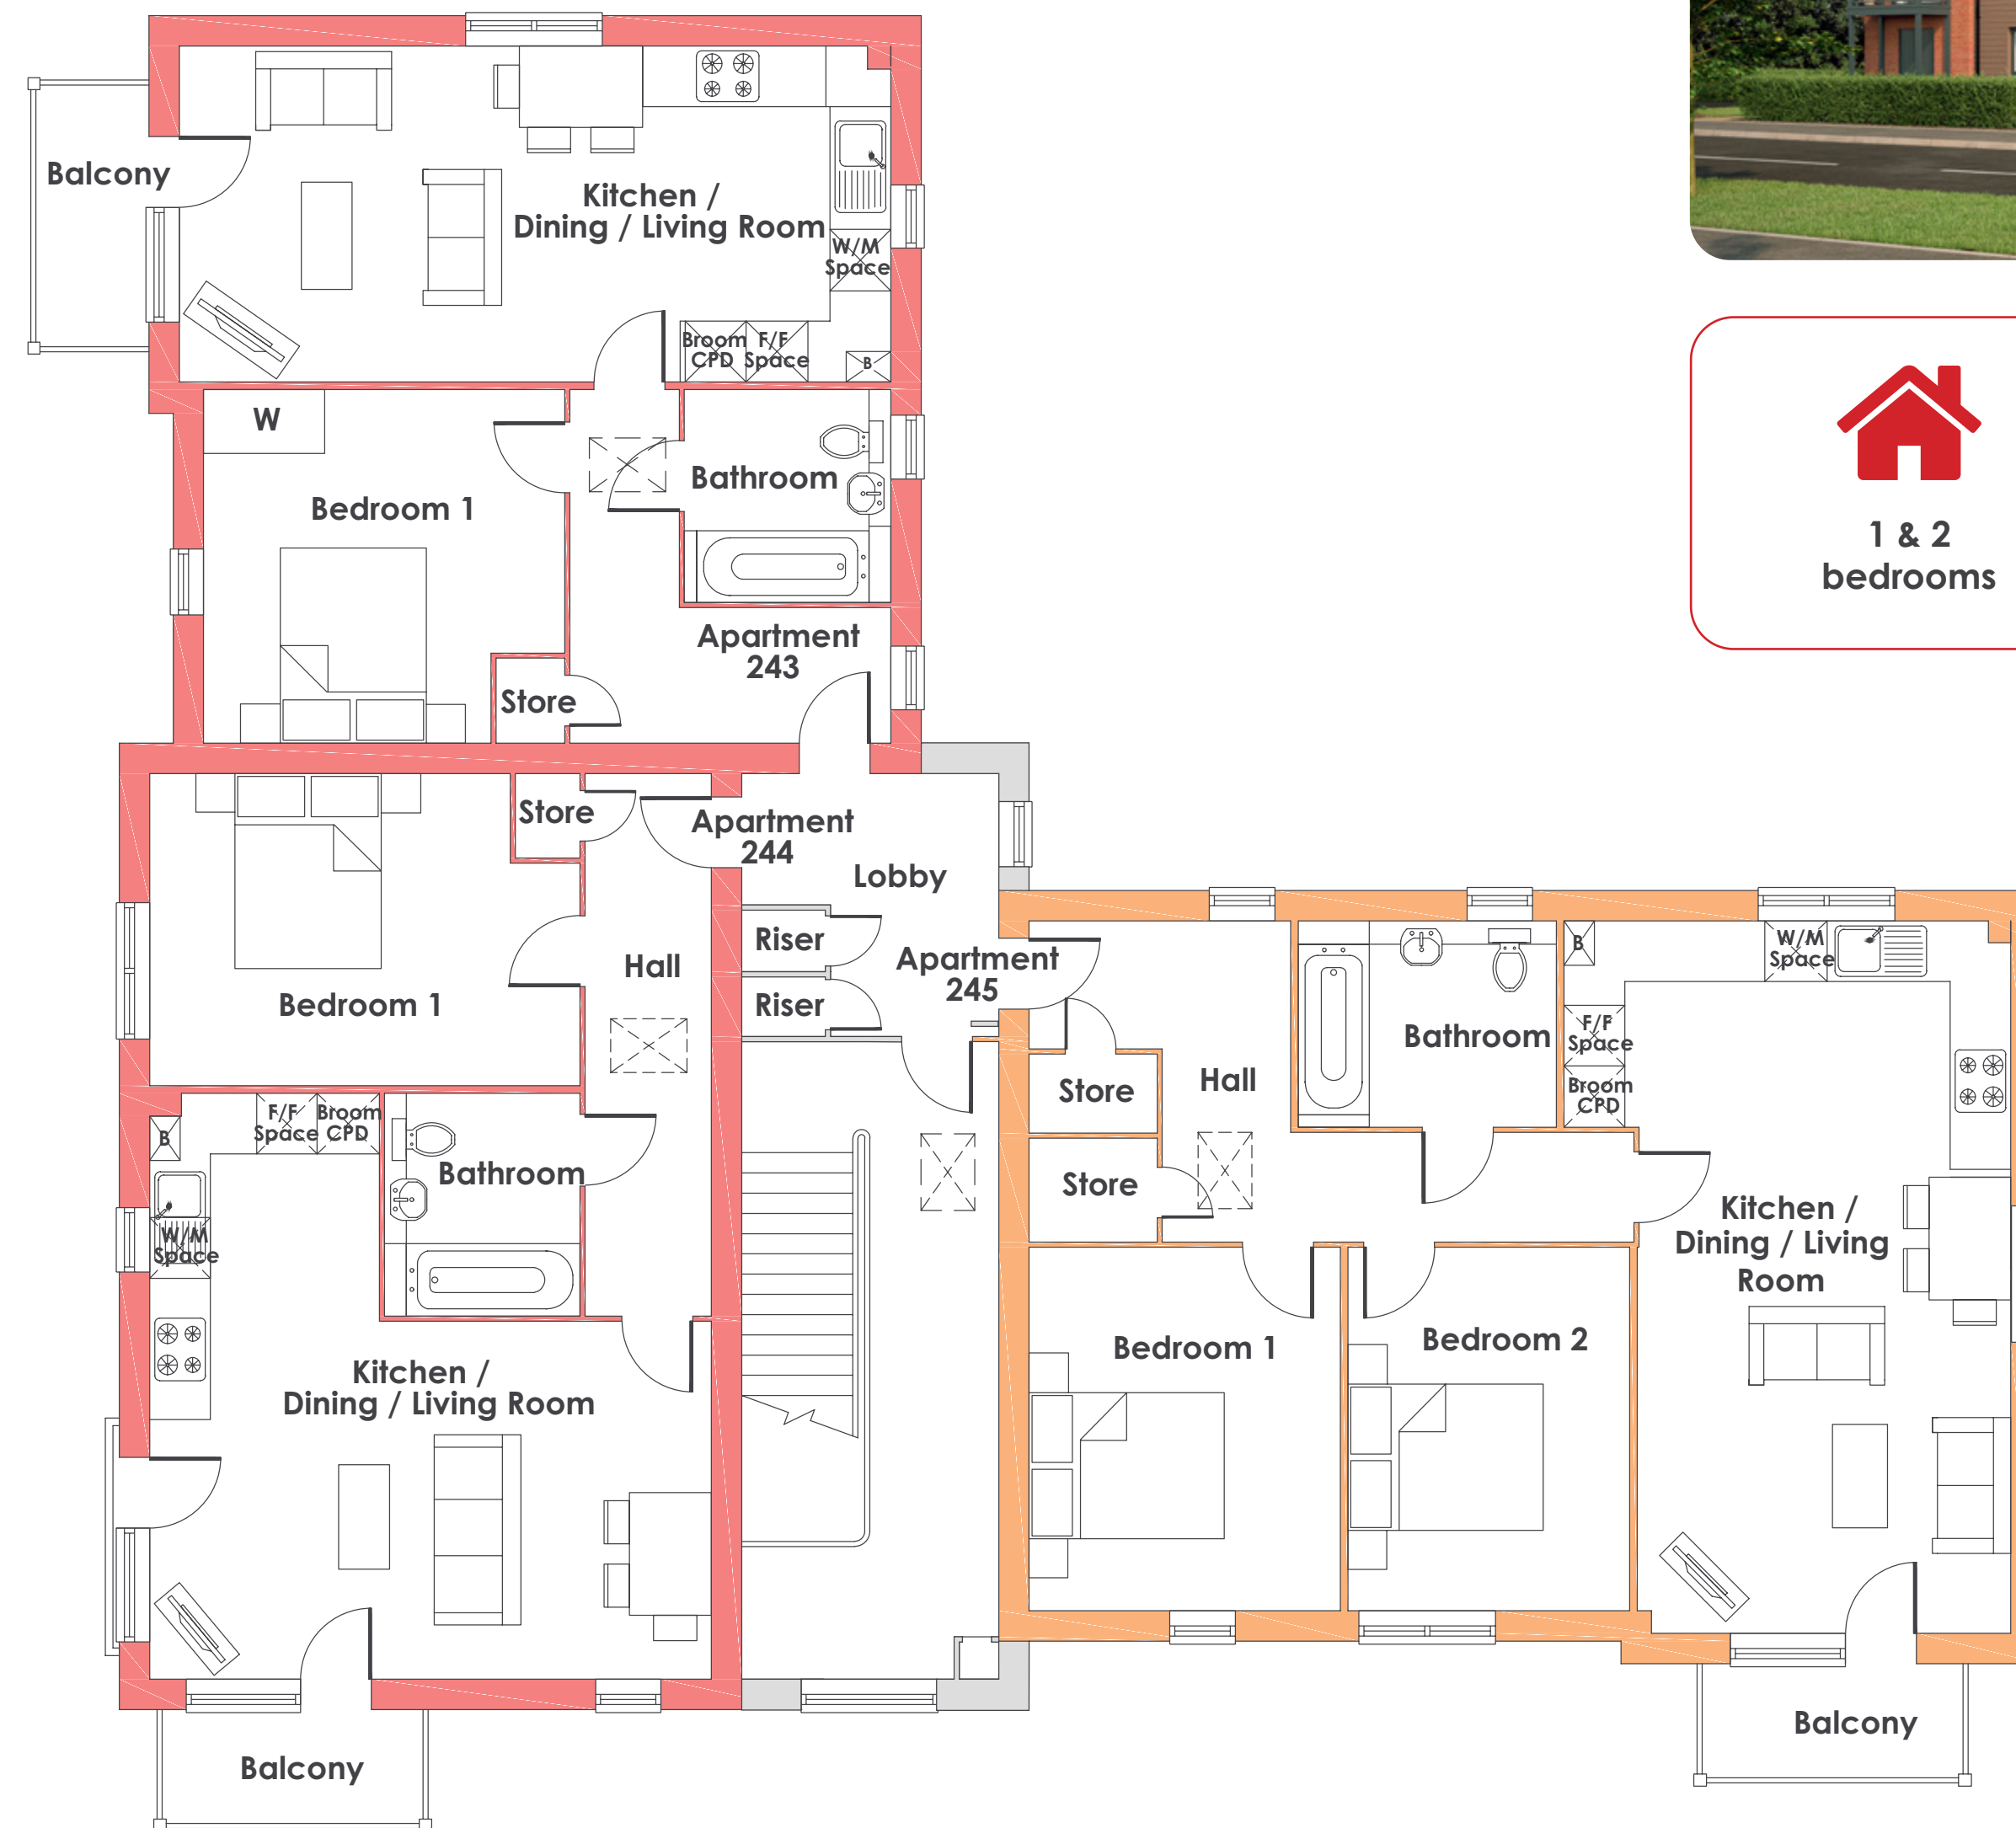 Balcony
Kitchen /
Dining / Living Room
W/M
Space
Broom
CPD
F/F
Space
B
W
Bedroom 1
Bathroom
Apartment
243
Store
Store
Apartment
244
Lobby
Bedroom 1
Hall
Riser
Riser
Apartment
245
F/F
Space
Broom
CPD
B
Bathroom
W/M
Space
Kitchen /
Dining / Living Room
Balcony
Store
Store
Hall
Bathroom
B
W/M
Space
F/F
Space
Broom
CPD
Kitchen /
Dining / Living
Room
Bedroom 1
Bedroom 2
Balcony
1 & 2
bedrooms